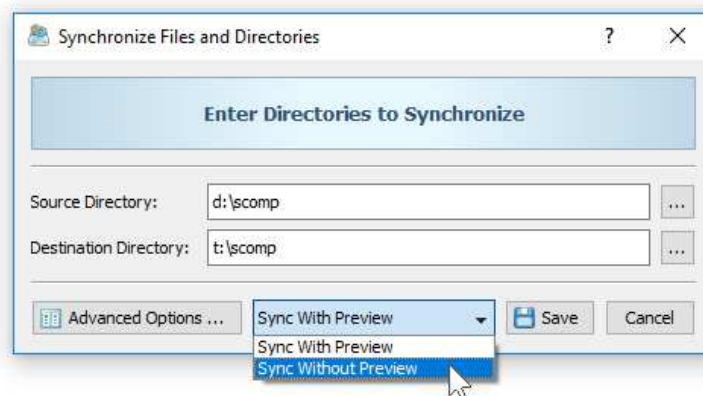 Synchronize Files and Directories ? X
Enter Directories to Synchronize
Source Directory: d:\scomp ...
Destination Directory: t:\scomp ...
Advanced Options ... Sync With Preview Save Cancel
Sync With Preview
Sync Without Preview